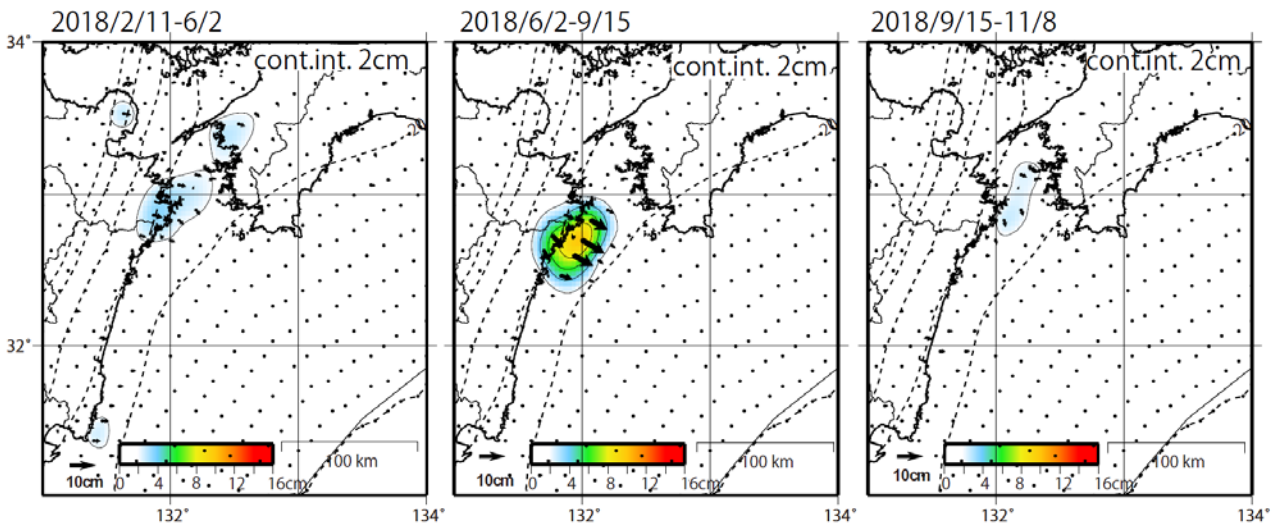 2018/2/11-6/2
2018/6/2-9/15
2018/9/15-11/8
34°
cont.int. 2cm
cont.int. 2cm
cont.int. 2cm
32°
100 km
10cm
0 4 8 12 16cm
100 km
10cm
0 4 8 12 16cm
100 km
10cm
0 4 8 12 16cm
132°
134°
132°
134°
132°
134°